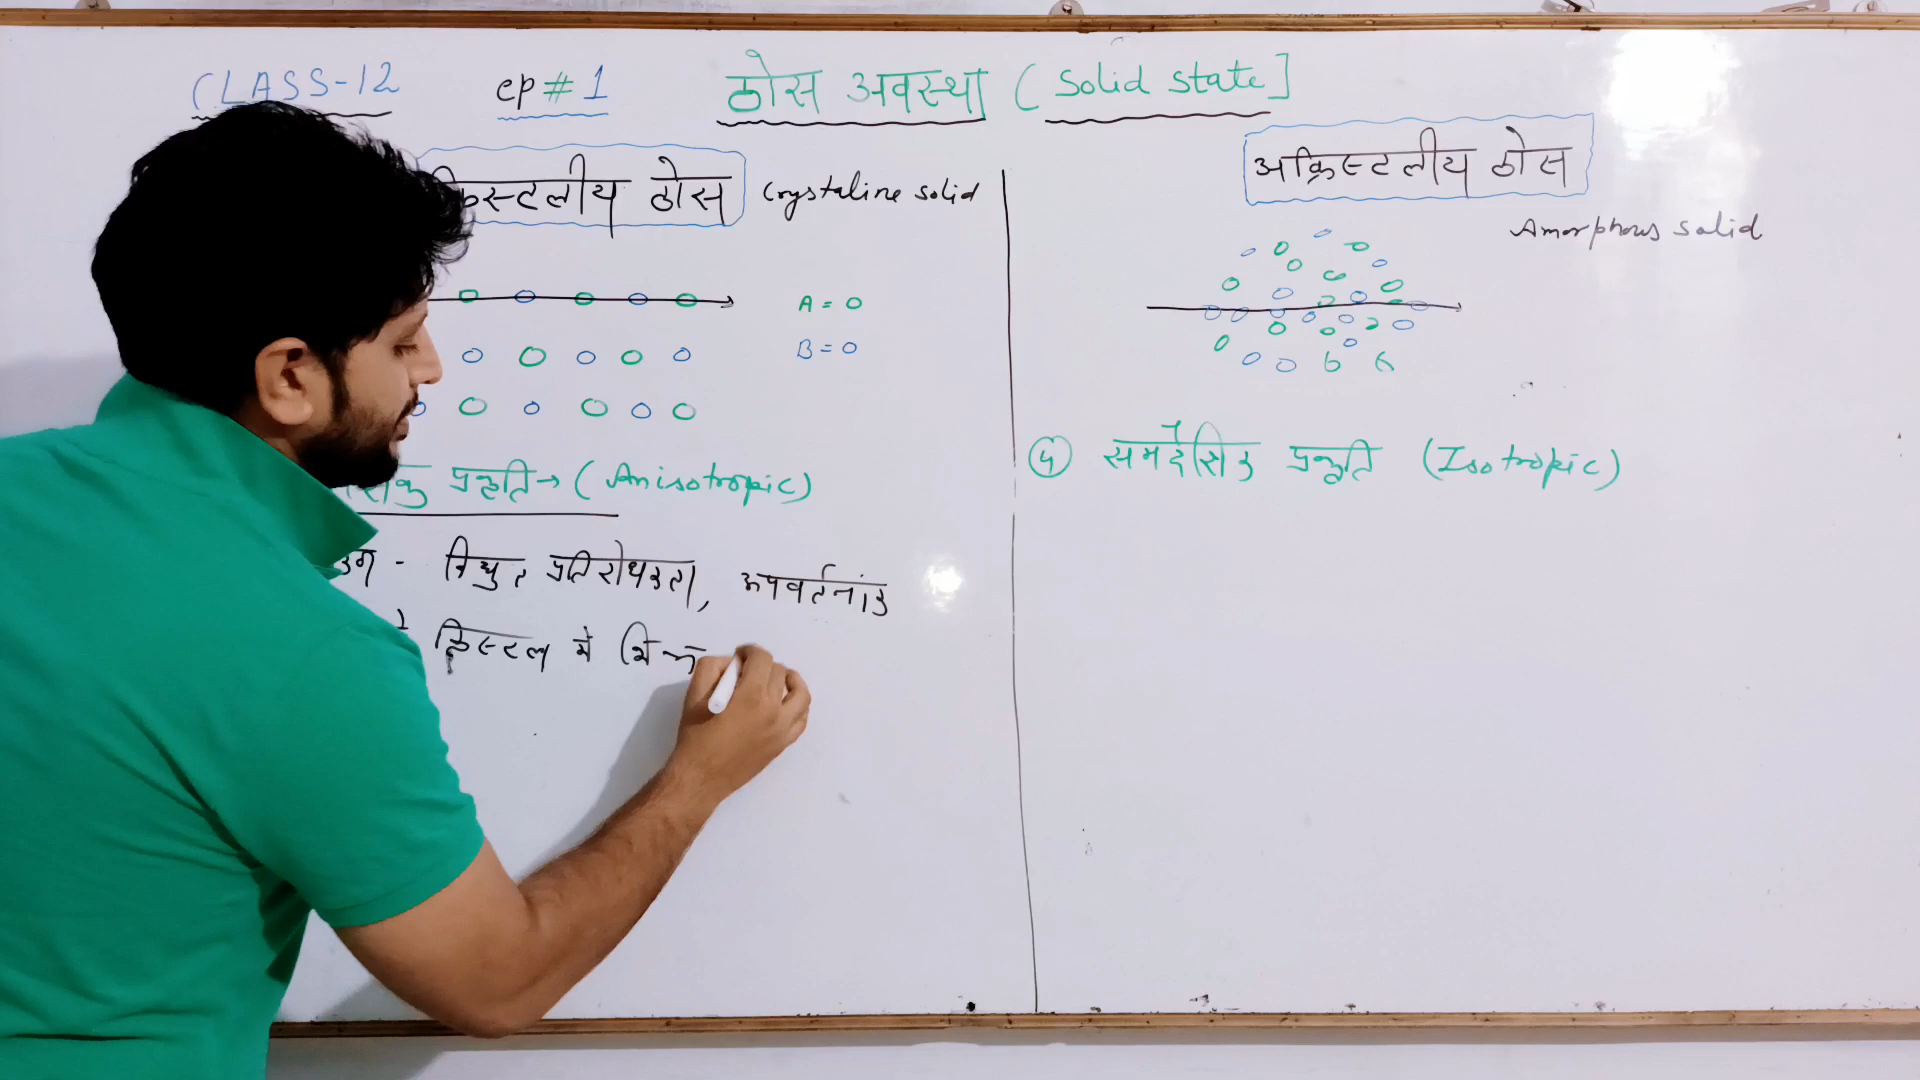 CLASS-12 ep # 1 ठोस अवस्था ( Solid State ]
क्रिस्टलीय ठोस Crystaline solid
A = O
B = O
प्रकृति → ( Anisotropic )
- विधुत प्रतिरोधकता, अपवर्तनांक
क्रिस्टल मे भिन्न
अक्रिस्टलीय ठोस
Amorphous solid
④ समदैशिक प्रकृति ( Isotropic )